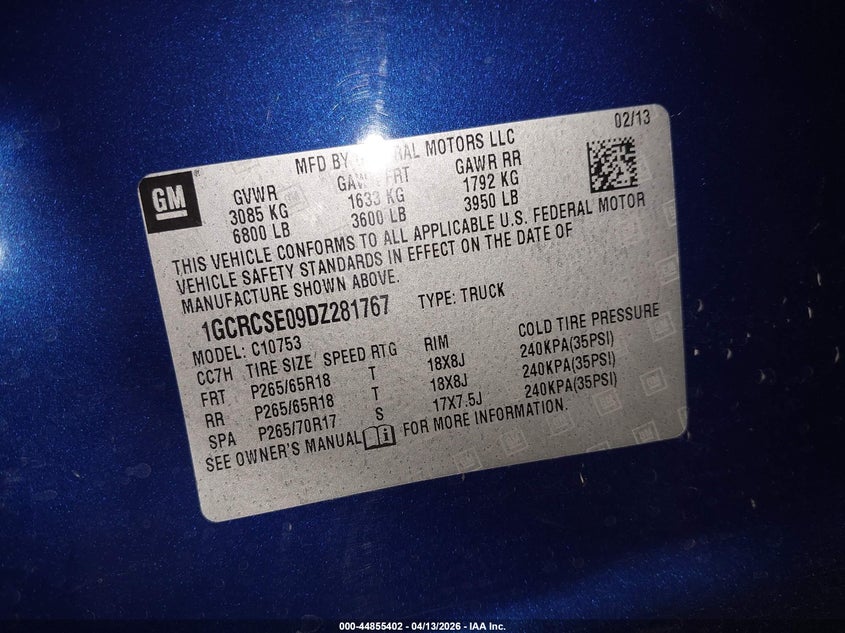 02/13
MFD BY GENERAL MOTORS LLC
GM
GVWR GAWR FRT GAWR RR
3085 KG 1633 KG 1792 KG
6800 LB 3600 LB 3950 LB
THIS VEHICLE CONFORMS TO ALL APPLICABLE U.S. FEDERAL MOTOR
VEHICLE SAFETY STANDARDS IN EFFECT ON THE DATE OF
MANUFACTURE SHOWN ABOVE.
1GCRCSE09DZ281767 TYPE: TRUCK
MODEL: C10753
CC7H TIRE SIZE SPEED RTG RIM COLD TIRE PRESSURE
FRT P265/65R18 T 18X8J 240KPA(35PSI)
RR P265/65R18 T 18X8J 240KPA(35PSI)
SPA P265/70R17 S 17X7.5J 240KPA(35PSI)
SEE OWNER'S MANUAL FOR MORE INFORMATION.
000-44855402 - 04/13/2026 - IAA Inc.